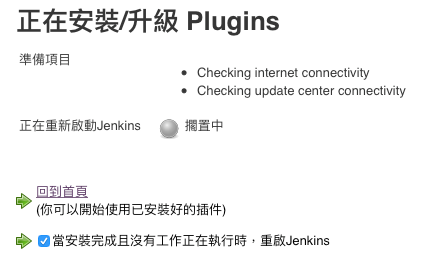 正在安裝/升級 Plugins
準備項目
Checking internet connectivity
Checking update center connectivity
正在重新啟動Jenkins 擱置中
回到首頁
(你可以開始使用已安裝好的插件)
當安裝完成且沒有工作正在執行時，重啟Jenkins